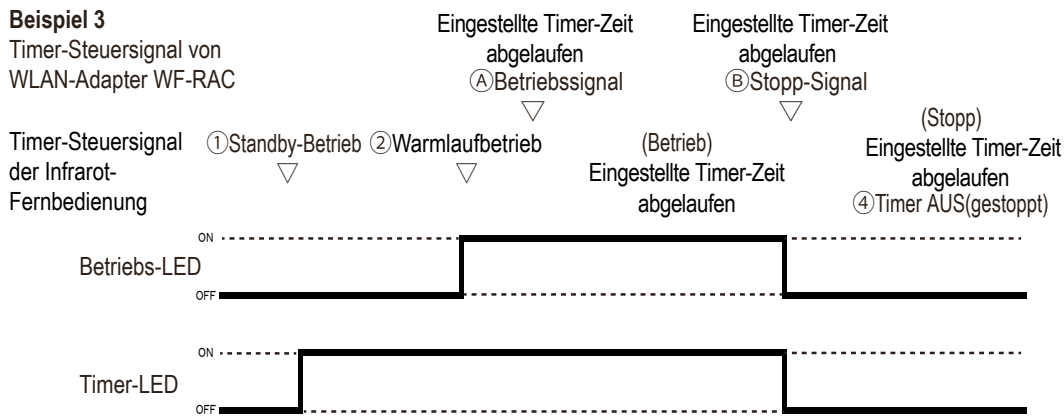 Beispiel 3
Timer-Steuersignal von
WLAN-Adapter WF-RAC
Eingestellte Timer-Zeit
abgelaufen
ⒶBetriebssignal
Eingestellte Timer-Zeit
abgelaufen
ⒷStopp-Signal
Timer-Steuersignal
der Infrarot-
Fernbedienung
①Standby-Betrieb
②Warmlaufbetrieb
(Betrieb)
Eingestellte Timer-Zeit
abgelaufen
(Stopp)
Eingestellte Timer-Zeit
abgelaufen
④Timer AUS(gestoppt)
ON
Betriebs-LED
OFF
ON
Timer-LED
OFF